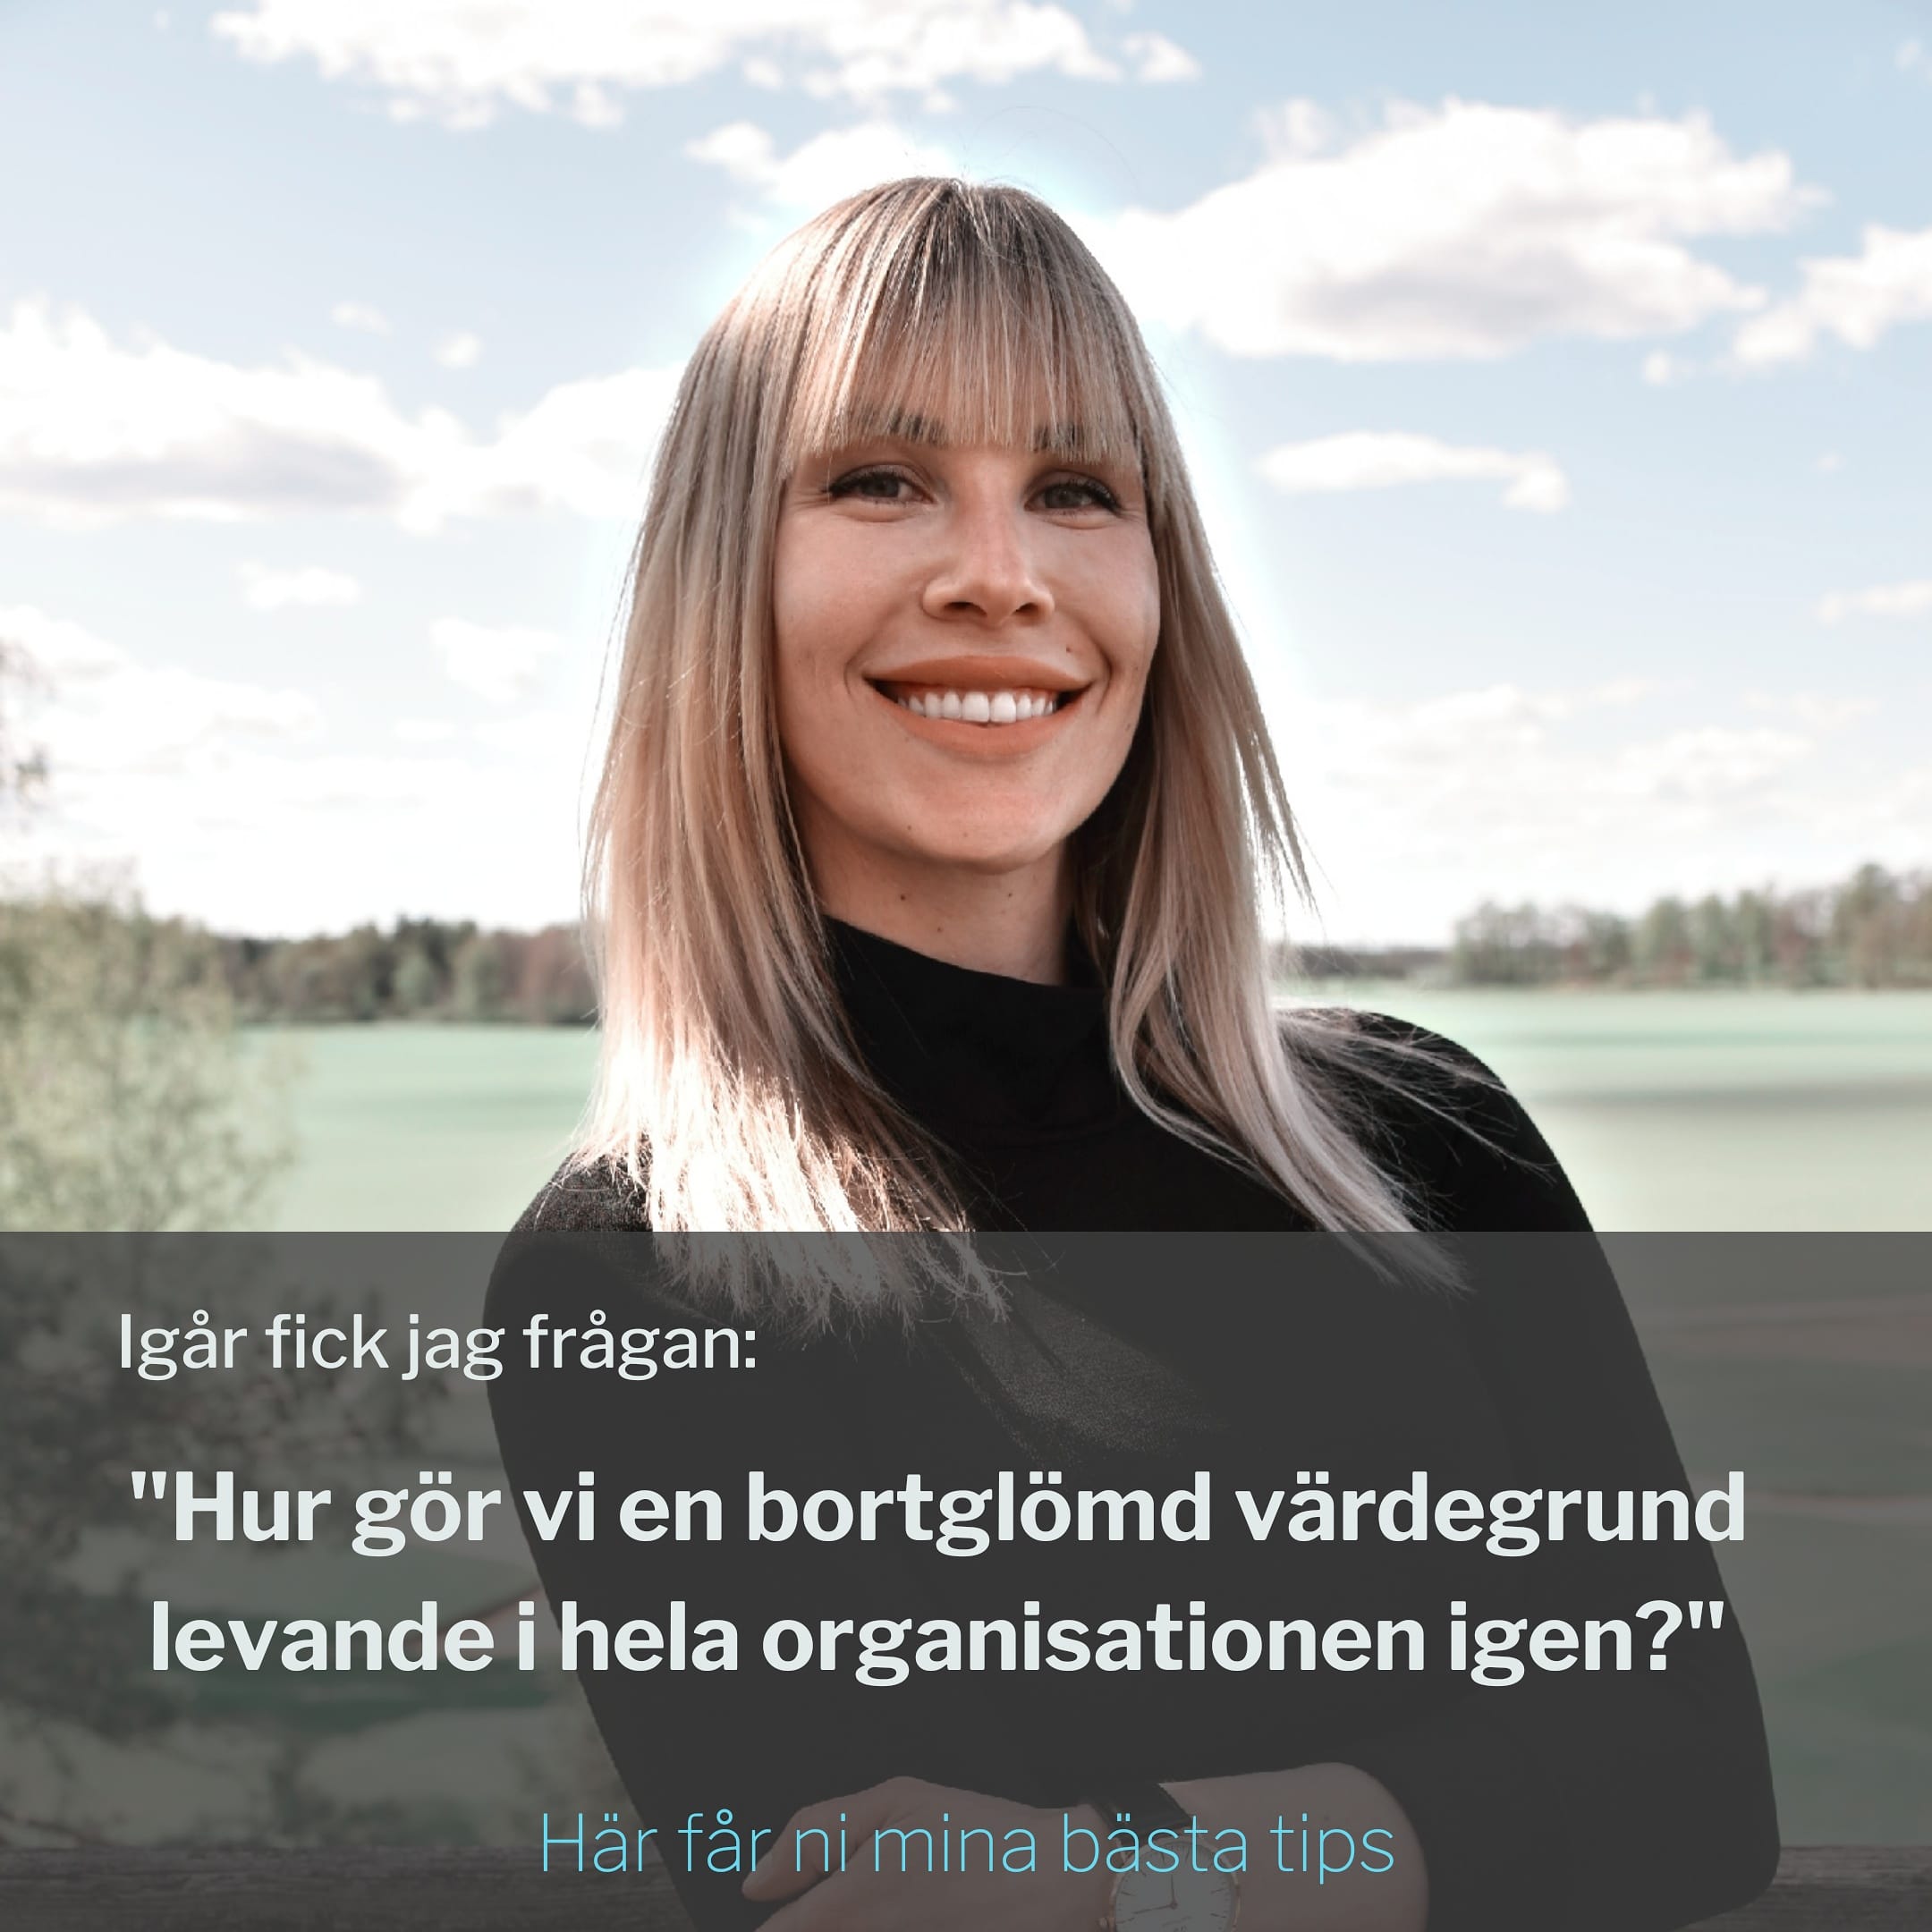 Igår fick jag frågan:
"Hur gör vi en bortglömd värdegrund
levande i hela organisationen igen?"
Här får ni mina bästa tips